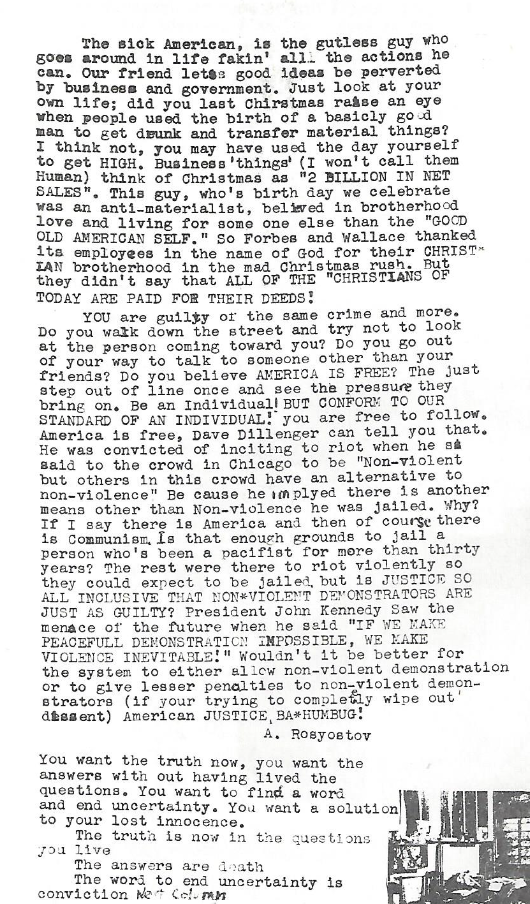 The sick American, is the gutless guy who
goes around in life fakin' all the actions he
can. Our friend lets good ideas be perverted
by business and government. Just look at your
own life; did you last Chirstmas raise an eye
when people used the birth of a basicly good
man to get drunk and transfer material things?
I think not, you may have used the day yourself
to get HIGH. Business'things' (I won't call them
Human) think of Christmas as "2 BILLION IN NET
SALES". This guy, who's birth day we celebrate
was an anti-materialist, belived in brotherhood
love and living for some one else than the "GOOD
OLD AMERICAN SELF." So Forbes and Wallace thanked
its employees in the name of God for their CHRIST*
IAN brotherhood in the mad Christmas rush. But
they didn't say that ALL OF THE "CHRISTIANS OF
TODAY ARE PAID FOR THEIR DEEDS!
YOU are guilty of the same crime and more.
Do you walk down the street and try not to look
at the person coming toward you? Do you go out
of your way to talk to someone other than your
friends? Do you believe AMERICA IS FREE? The just
step out of line once and see the pressure they
bring on. Be an Individual! BUT CONFORM TO OUR
STANDARD OF AN INDIVIDUAL! you are free to follow.
America is free, Dave Dillenger can tell you that.
He was convicted of inciting to riot when he sa
said to the crowd in Chicago to be "Non-violent
but others in this crowd have an alternative to
non-violence" Be cause he implyed there is another
means other than Non-violence he was jailed. Why?
If I say there is America and then of course there
is Communism. Is that enough grounds to jail a
person who's been a pacifist for more than thirty
years? The rest were there to riot violently so
they could expect to be jailed, but is JUSTICE SO
ALL INCLUSIVE THAT NON*VIOLENT DEMONSTRATORS ARE
JUST AS GUILTY? President John Kennedy Saw the
menace of the future when he said "IF WE MAKE
PEACEFULL DEMONSTRATION IMPOSSIBLE, WE MAKE
VIOLENCE INEVITABLE!" Wouldn't it be better for
the system to either allow non-violent demonstration
or to give lesser penalties to non-violent demon-
strators (if your trying to completly wipe out
dissent) American JUSTICE, BA*HUMBUG!
A. Rosyostov
You want the truth now, you want the
answers with out having lived the
questions. You want to find a word
and end uncertainty. You want a solution
to your lost innocence.
The truth is now in the questions
you live
The answers are death
The word to end uncertainty is
conviction Next Column